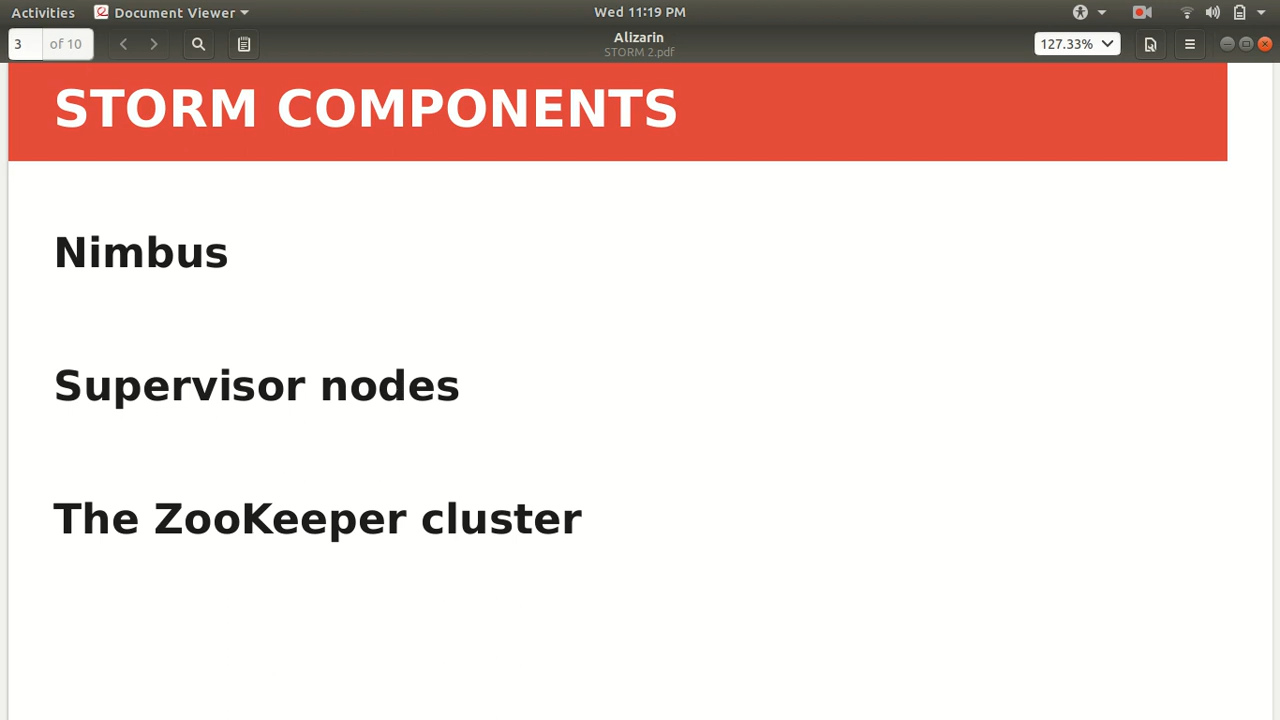 Activities
Document Viewer
Wed 11:19 PM
3
of 10
Alizarin
STORM 2.pdf
127.33%
STORM COMPONENTS
Nimbus
Supervisor nodes
The ZooKeeper cluster